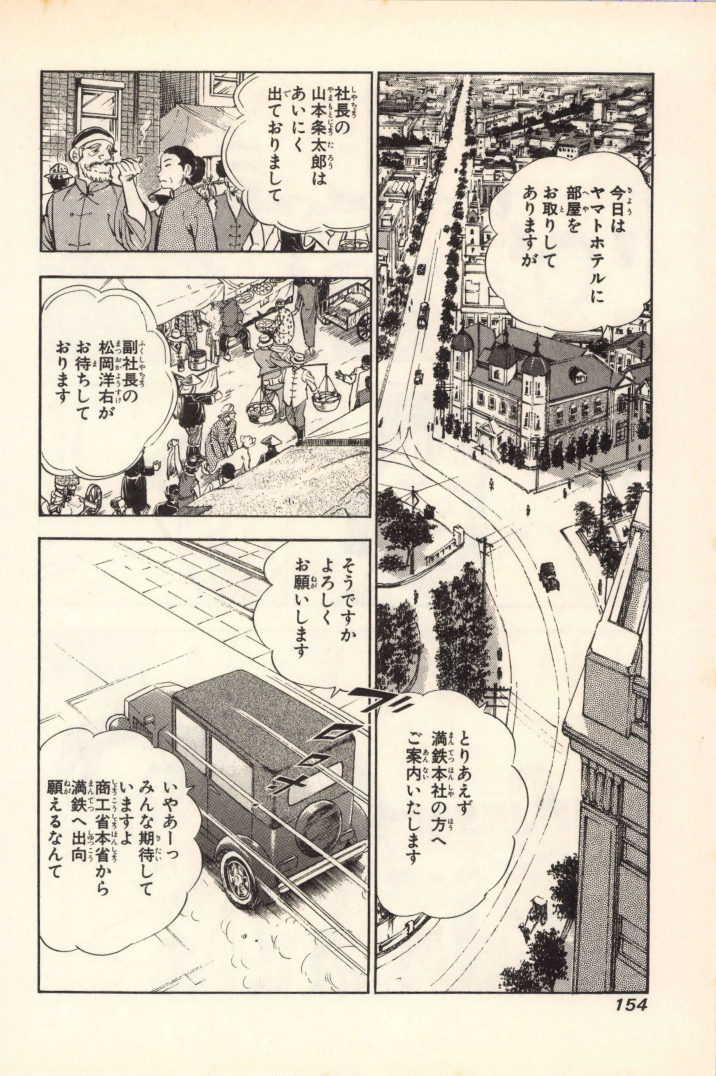 今日は
ヤマトホテルに
部屋を
お取りして
ありますが
とりあえず
満鉄本社の方へ
ご案内いたします
社長の
山本条太郎は
あいにく
出ておりまして
副社長の
松岡洋右が
お待ちして
おります
そうですか
よろしく
お願いします
ブロロロ…
いやあーっ
みんな期待して
いますよ
商工省本省から
満鉄へ出向
願えるなんて
154